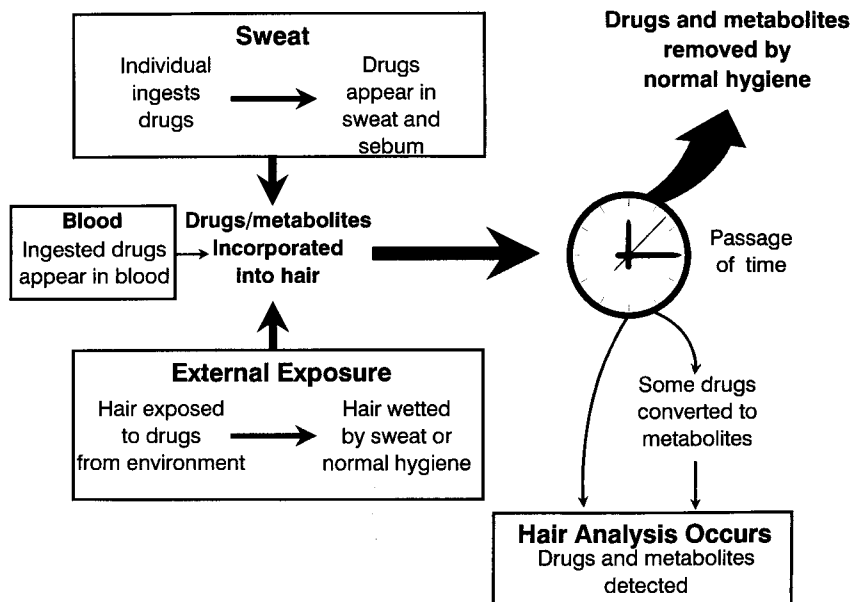 Sweat
Individual
ingests
drugs
Drugs
appear in
sweat and
sebum
Drugs and metabolites
removed by
normal hygiene
Blood
Ingested drugs
appear in blood
Drugs/metabolites
Incorporated
into hair
Passage
of time
External Exposure
Hair exposed
to drugs
from environment
Hair wetted
by sweat or
normal hygiene
Some drugs
converted to
metabolites
Hair Analysis Occurs
Drugs and metabolites
detected